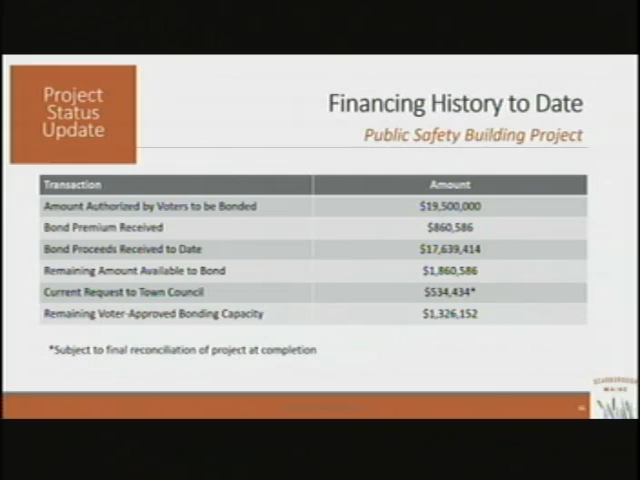 Project
Status
Update
Financing History to Date
Public Safety Building Project
Transaction Amount
Amount Authorized by Voters to be Bonded $19,500,000
Bond Premium Received $860,586
Bond Proceeds Received to Date $17,639,414
Remaining Amount Available to Bond $1,860,586
Current Request to Town Council $534,434*
Remaining Voter-Approved Bonding Capacity $1,326,152
*Subject to final reconciliation of project at completion
SCARBOROUGH
MAINE